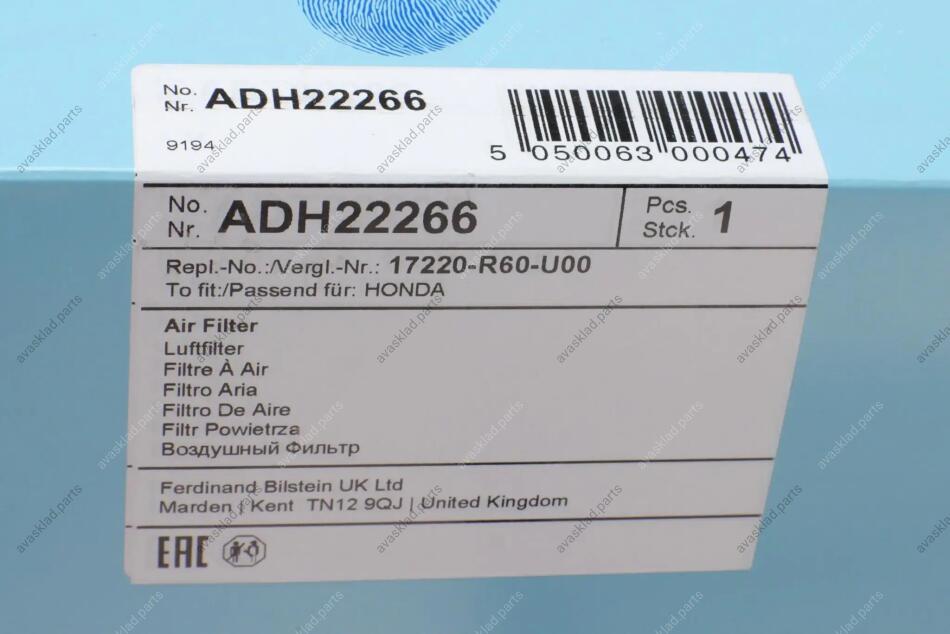 No.
Nr. ADH22266
9194
5 050063 000474
No.
Nr. ADH22266
Pcs.
Stck. 1
Repl.-No.:/Vergl.-Nr.: 17220-R60-U00
To fit:/Passend für: HONDA
Air Filter
Luftfilter
Filtre À Air
Filtro Aria
Filtro De Aire
Filtr Powietrza
Воздушный Фильтр
Ferdinand Bilstein UK Ltd
Marden / Kent TN12 9QJ | United Kingdom
EAC
avasklad.parts